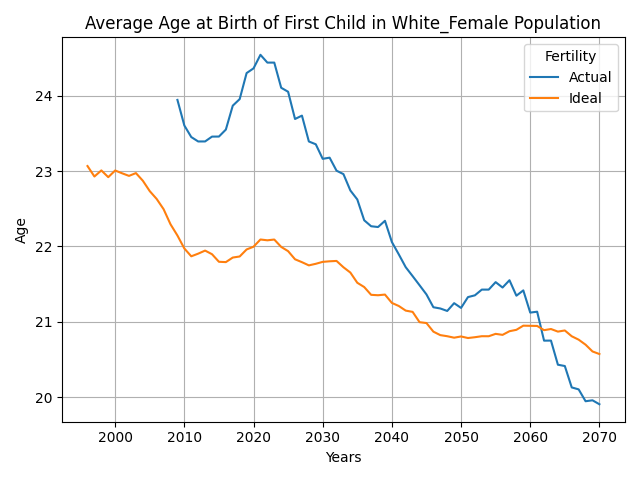 Average Age at Birth of First Child in White_Female Population
Fertility
Actual
Ideal
Age
24
23
22
21
20
2000
2010
2020
2030
2040
2050
2060
2070
Years